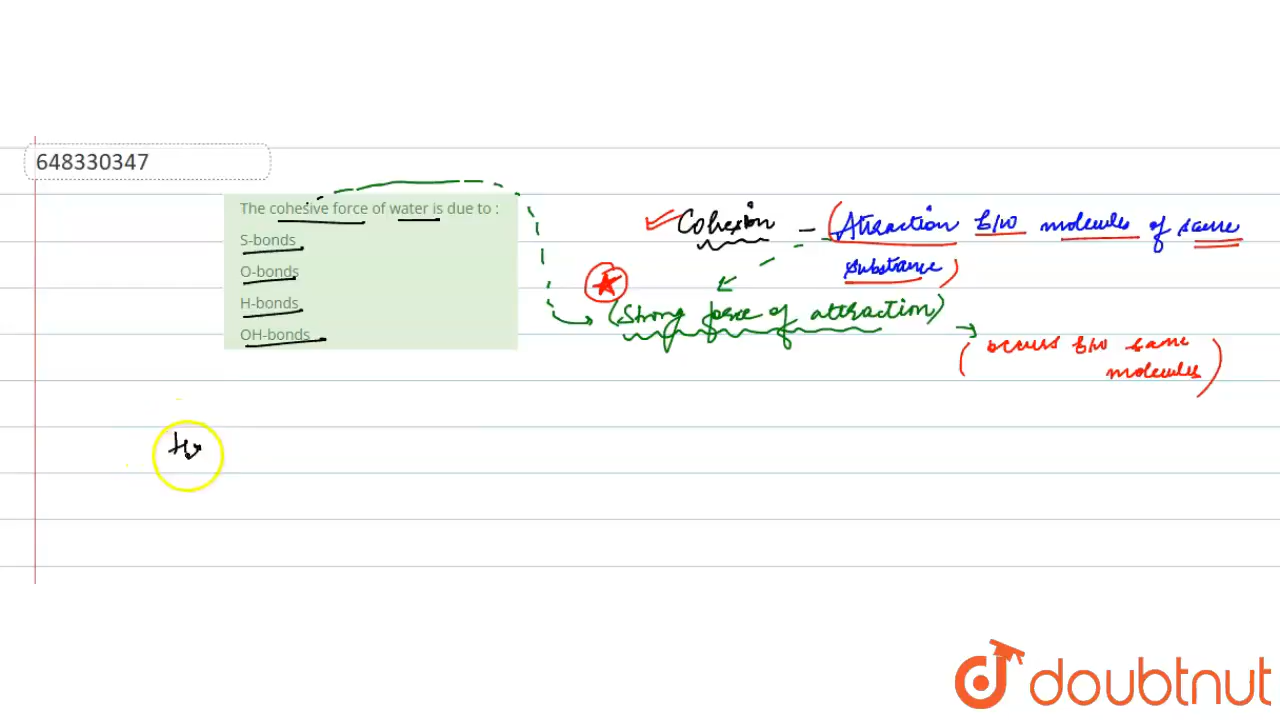 648330347
The cohesive force of water is due to :
S-bonds
O-bonds
H-bonds
OH-bonds
Cohesion - (Attraction b/w molecules of same
substance)
(Strong force of attraction)
(occurs b/w same
molecules)
doubtnut